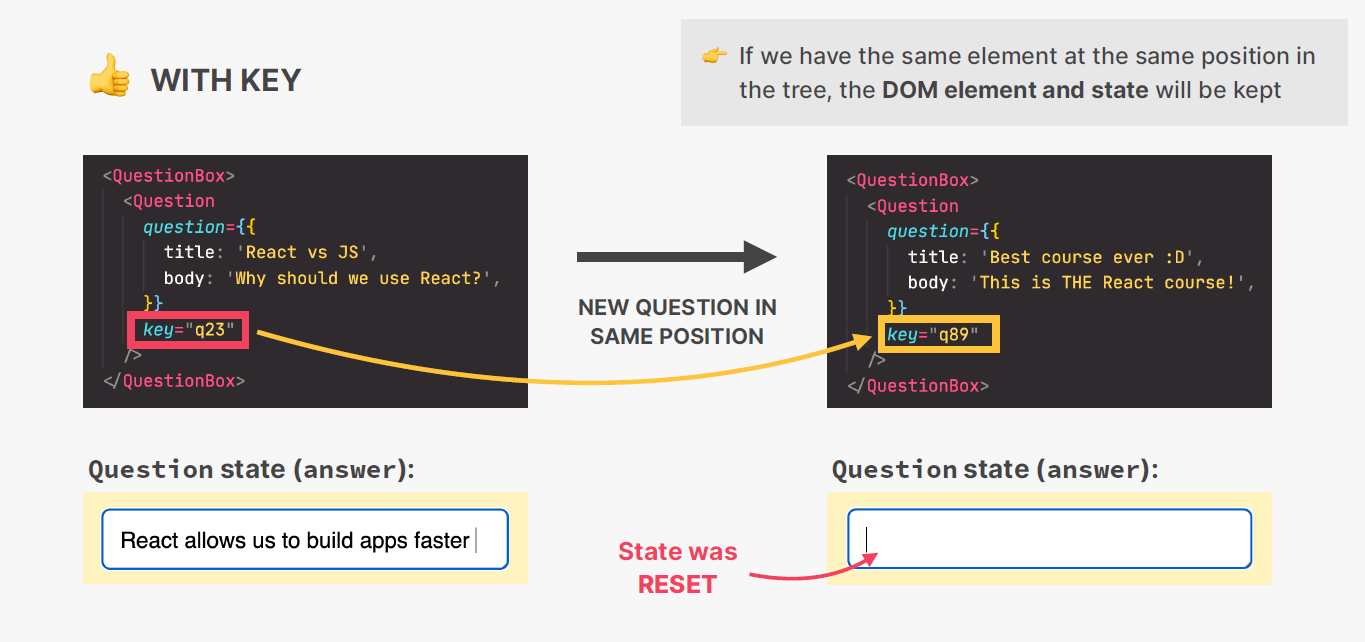 WITH KEY
👉 If we have the same element at the same position in
the tree, the DOM element and state will be kept
<QuestionBox>
<Question
question={{
title: 'React vs JS',
body: 'Why should we use React?',
}}
key="q23"
/>
</QuestionBox>
NEW QUESTION IN
SAME POSITION
<QuestionBox>
<Question
question={{
title: 'Best course ever :D',
body: 'This is THE React course!',
}}
key="q89"
/>
</QuestionBox>
Question state (answer):
React allows us to build apps faster
Question state (answer):
State was
RESET